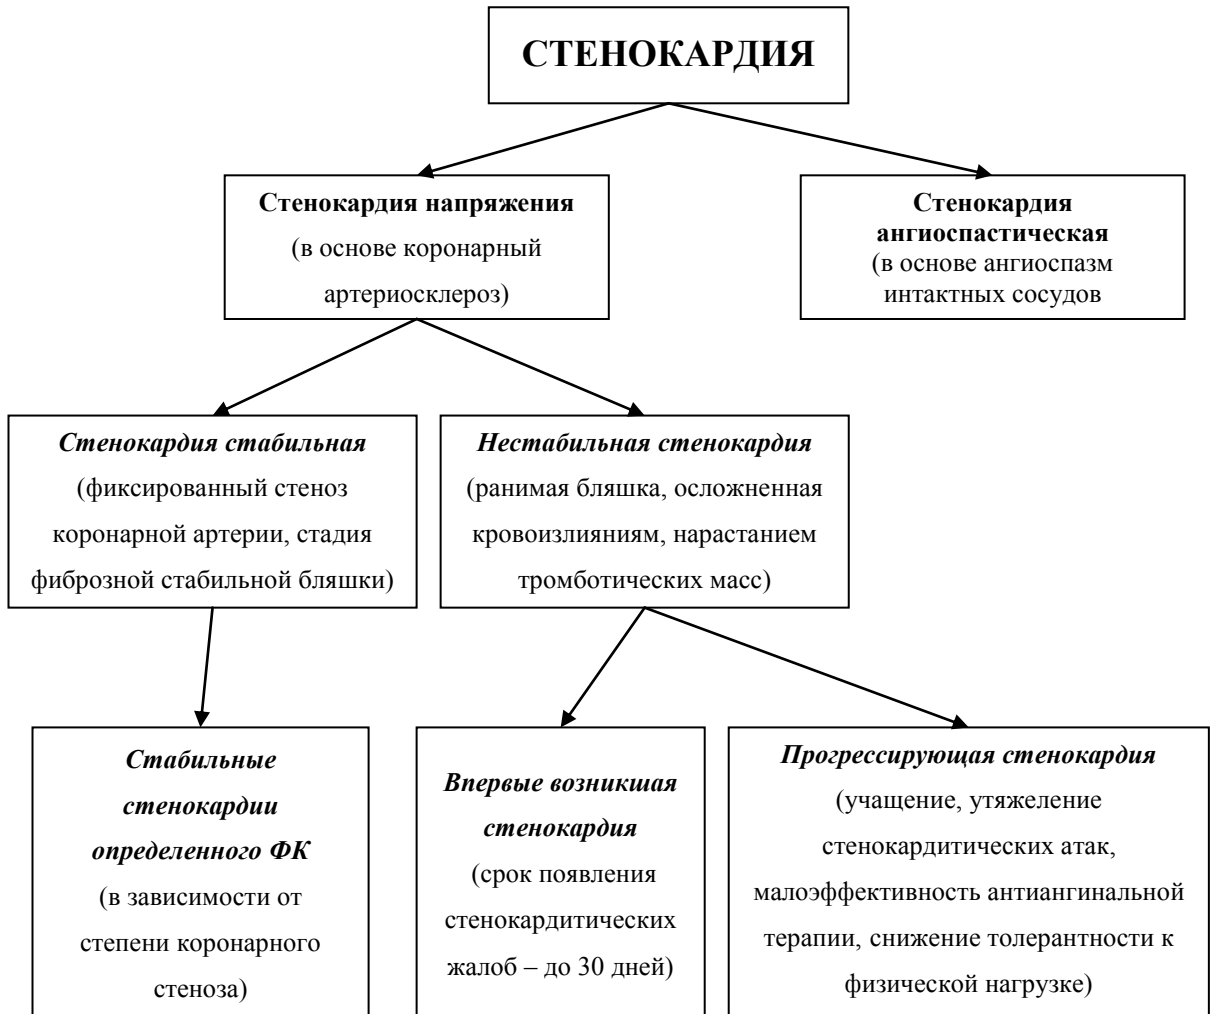 СТЕНОКАРДИЯ
Стенокардия напряжения
(в основе коронарный
артериосклероз)
Стенокардия
ангиоспастическая
(в основе ангиоспазм
интактных сосудов
Стенокардия стабильная
(фиксированный стеноз
коронарной артерии, стадия
фиброзной стабильной бляшки)
Нестабильная стенокардия
(ранимая бляшка, осложненная
кровоизлияниям, нарастанием
тромботических масс)
Стабильные
стенокардии
определенного ФК
(в зависимости от
степени коронарного
стеноза)
Впервые возникшая
стенокардия
(срок появления
стенокардитических
жалоб – до 30 дней)
Прогрессирующая стенокардия
(учащение, утяжеление
стенокардитических атак,
малоэффективность антиангинальной
терапии, снижение толерантности к
физической нагрузке)